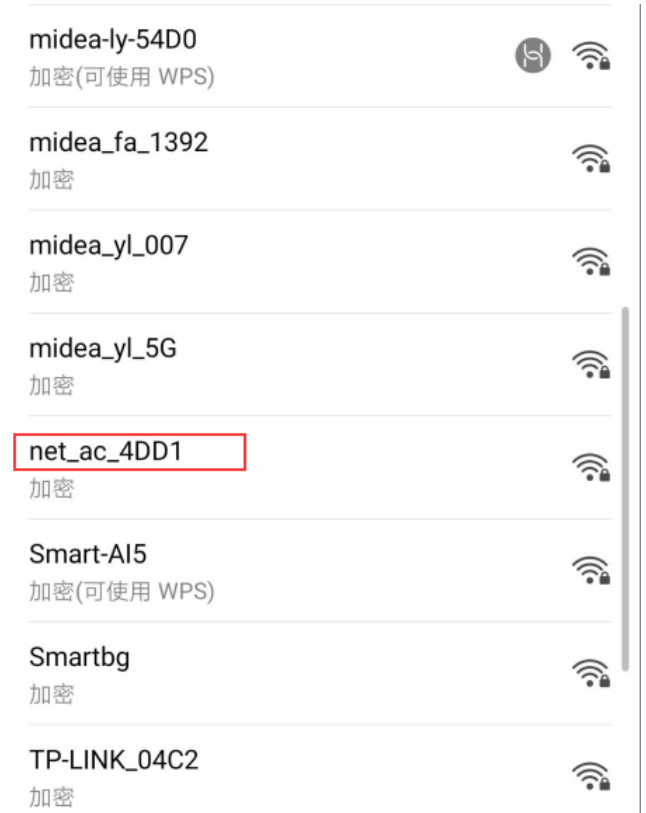 midea-ly-54D0
加密(可使用 WPS)
midea_fa_1392
加密
midea_yl_007
加密
midea_yl_5G
加密
net_ac_4DD1
加密
Smart-AI5
加密(可使用 WPS)
Smartbg
加密
TP-LINK_04C2
加密